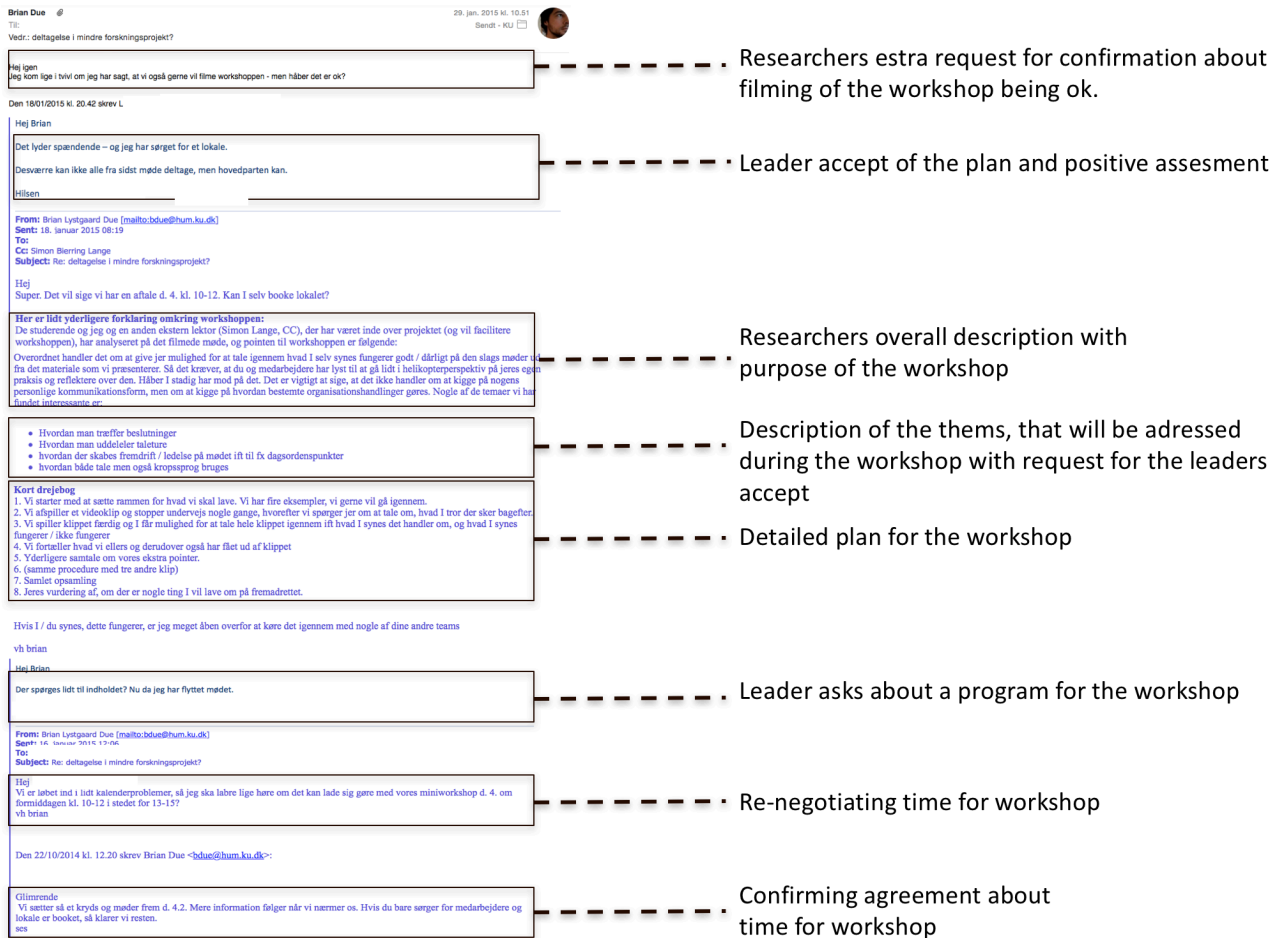 Brian Due
29. jan. 2015 kl. 10.51
Til:
Sendt - KU
Vedr.: deltagelse i mindre forskningsprojekt?
Hej igen
Jeg kom lige i tvivl om jeg har sagt, at vi også gerne vil filme workshoppen - men håber det er ok?
Researchers estra request for confirmation about
filming of the workshop being ok.
Den 18/01/2015 kl. 20.42 skrev L
Hej Brian
Det lyder spændende – og jeg har sørget for et lokale.
Desværre kan ikke alle fra sidst møde deltage, men hovedparten kan.
Hilsen
Leader accept of the plan and positive assesment
From: Brian Lystgaard Due [mailto:bdue@hum.ku.dk]
Sent: 18. januar 2015 08:19
To:
Cc: Simon Bierring Lange
Subject: Re: deltagelse i mindre forskningsprojekt?
Hej
Super. Det vil sige vi har en aftale d. 4. kl. 10-12. Kan I selv booke lokalet?
Her er lidt yderligere forklaring omkring workshoppen:
De studerende og jeg og en anden ekstern lektor (Simon Lange, CC), der har været inde over projektet (og vil facilitere
workshoppen), har analyseret på det filmede møde, og pointen til workshoppen er følgende:
Overordnet handler det om at give jer mulighed for at tale igennem hvad I selv synes fungerer godt / dårligt på den slags møder ud
fra det materiale som vi præsenterer. Så det kræver, at du og medarbejdere har lyst til at gå lidt i helikopterperspektiv på jeres egen
praksis og reflektere over den. Håber I stadig har mod på det. Det er vigtigt at sige, at det ikke handler om at kigge på nogens
personlige kommunikationsform, men om at kigge på hvordan bestemte organisationshandlinger gøres. Nogle af de temaer vi har
fundet interessante er:
Researchers overall description with
purpose of the workshop
• Hvordan man træffer beslutninger
• Hvordan man uddeleler taleture
• hvordan der skabes fremdrift / ledelse på mødet ift til fx dagsordenspunkter
• hvordan både tale men også kropssprog bruges
Description of the thems, that will be adressed
during the workshop with request for the leaders
accept
Kort drejebog
1. Vi starter med at sætte rammen for hvad vi skal lave. Vi har fire eksempler, vi gerne vil gå igennem.
2. Vi afspiller et videoklip og stopper undervejs nogle gange, hvorefter vi spørger jer om at tale om, hvad I tror der sker bagefter.
3. Vi spiller klippet færdig og I får mulighed for at tale hele klippet igennem ift hvad I synes det handler om, og hvad I synes
fungerer / ikke fungerer
4. Vi fortæller hvad vi ellers og derudover også har fået ud af klippet
5. Yderligere samtale om vores ekstra pointer.
6. (samme procedure med tre andre klip)
7. Samlet opsamling
8. Jeres vurdering af, om der er nogle ting I vil lave om på fremadrettet.
Detailed plan for the workshop
Hvis I / du synes, dette fungerer, er jeg meget åben overfor at køre det igennem med nogle af dine andre teams
vh brian
Hej Brian
Der spørges lidt til indholdet? Nu da jeg har flyttet mødet.
Leader asks about a program for the workshop
From: Brian Lystgaard Due [mailto:bdue@hum.ku.dk]
Sent: 16. januar 2015 12:06
To:
Subject: Re: deltagelse i mindre forskningsprojekt?
Hej
Vi er løbet ind i lidt kalenderproblemer, så jeg ska labre lige høre om det kan lade sig gøre med vores miniworkshop d. 4. om
formiddagen kl. 10-12 i stedet for 13-15?
vh brian
Re-negotiating time for workshop
Den 22/10/2014 kl. 12.20 skrev Brian Due <bdue@hum.ku.dk>:
Glimrende
Vi sætter så et kryds og møder frem d. 4.2. Mere information følger når vi nærmer os. Hvis du bare sørger for medarbejdere og
lokale er booket, så klarer vi resten.
ses
Confirming agreement about
time for workshop